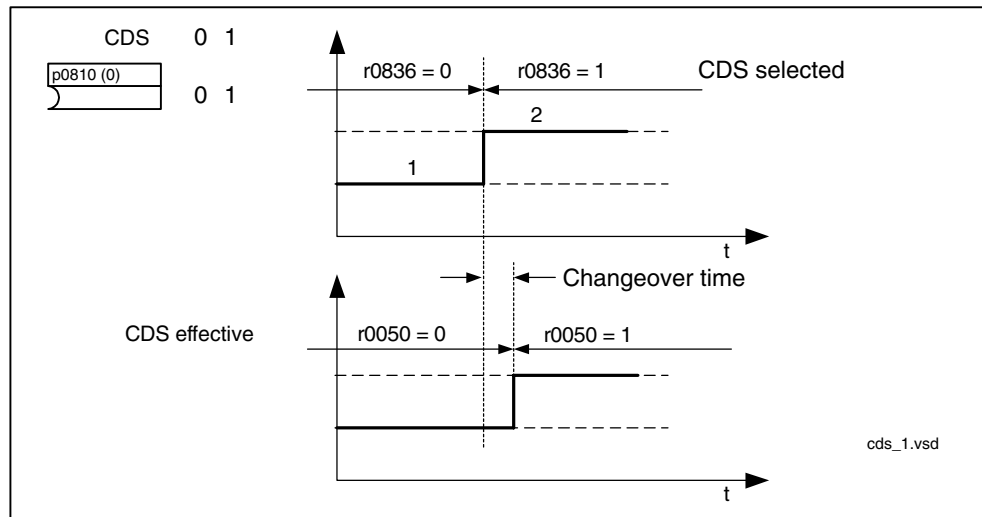 CDS 0 1
p0810 (0)
0 1
r0836 = 0 r0836 = 1 CDS selected
2
1
t
Changeover time
CDS effective r0050 = 0 r0050 = 1
cds_1.vsd
t